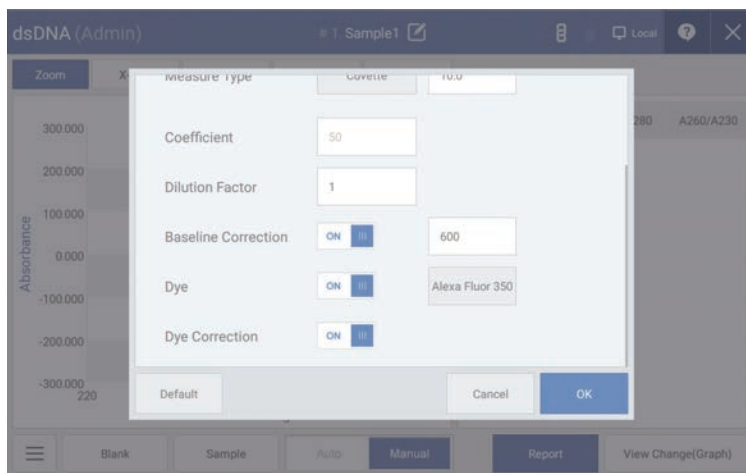 dsDNA (Admin) # 1. Sample1 Local ? X
Zoom
Measure Type Cuvette 10.0
Coefficient 50
Dilution Factor 1
Baseline Correction ON 600
Dye ON Alexa Fluor 350
Dye Correction ON
Default Cancel OK
280 A260/A230
Absorbance
300.000
200.000
100.000
0.000
-100.000
-200.000
-300.000
220
Blank Sample Auto Manual Report View Change(Graph)